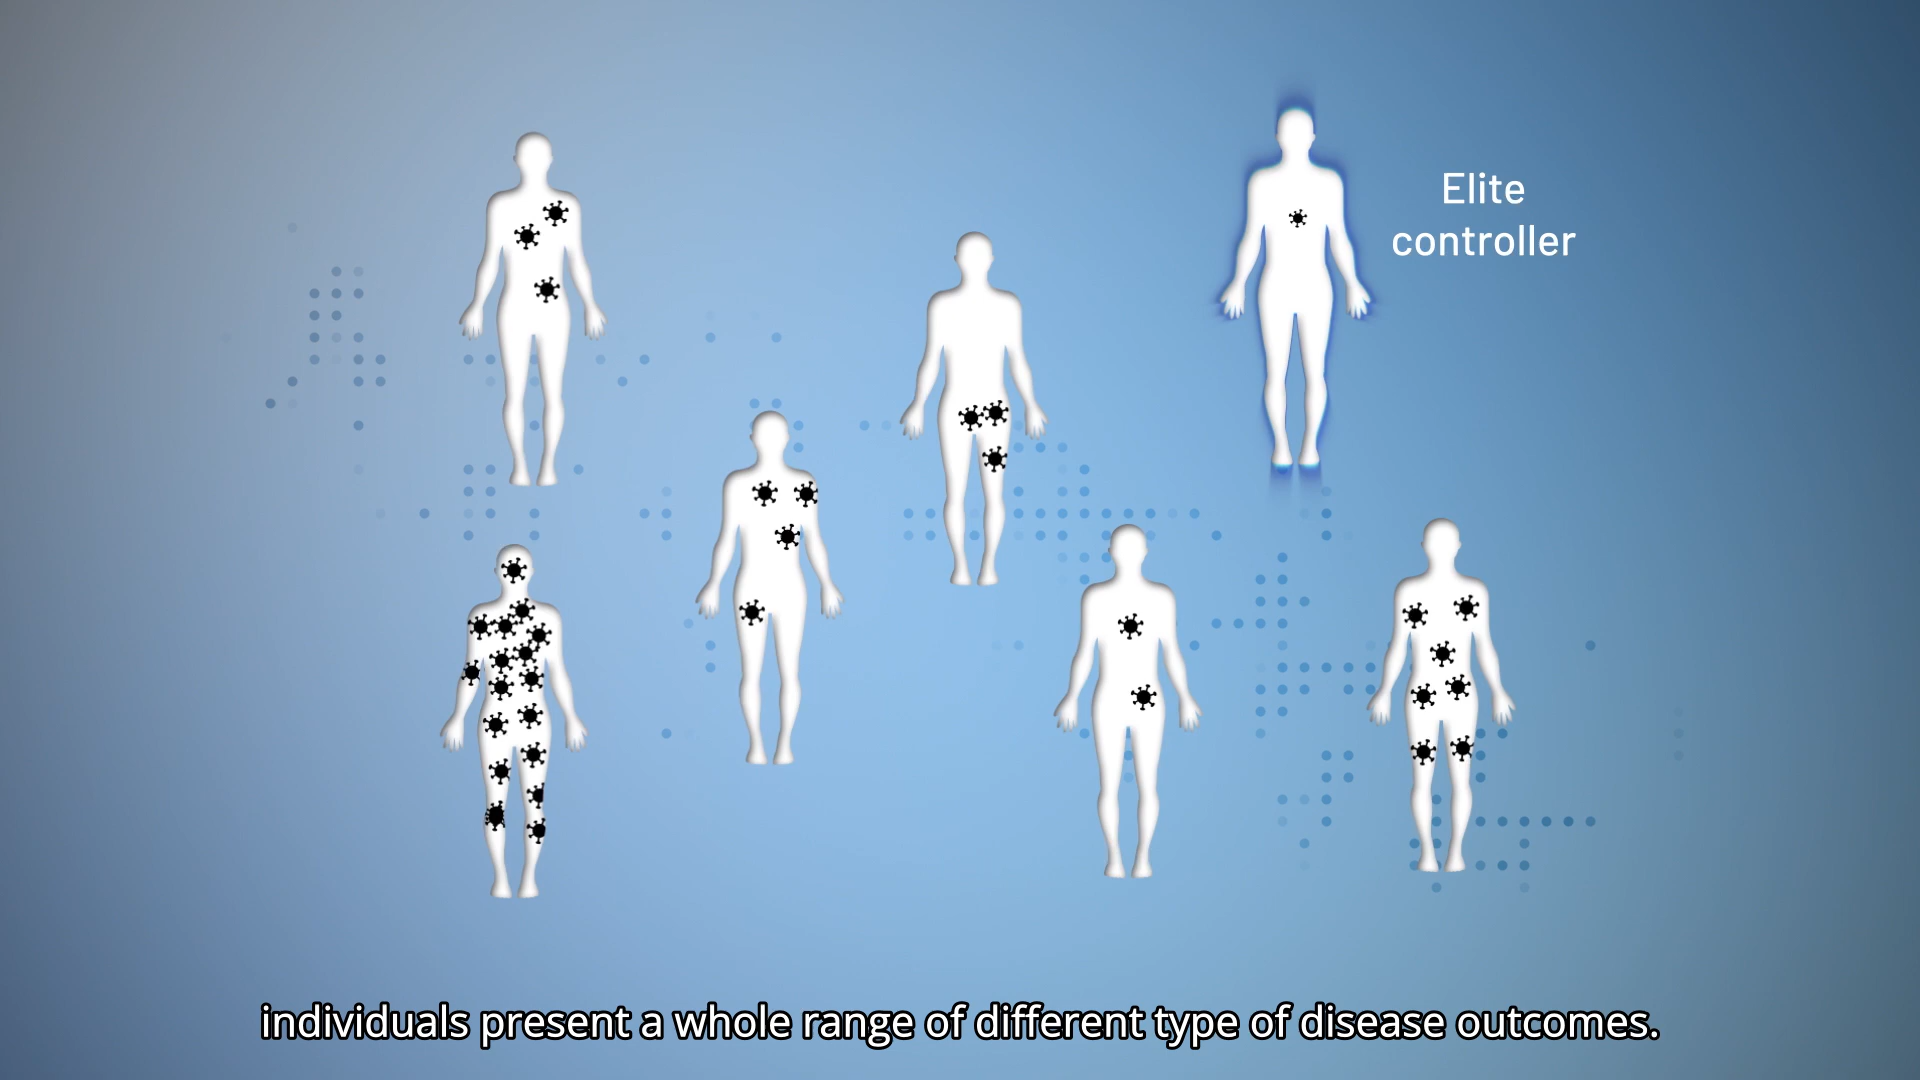 Elite
controller
individuals present a whole range of different type of disease outcomes.